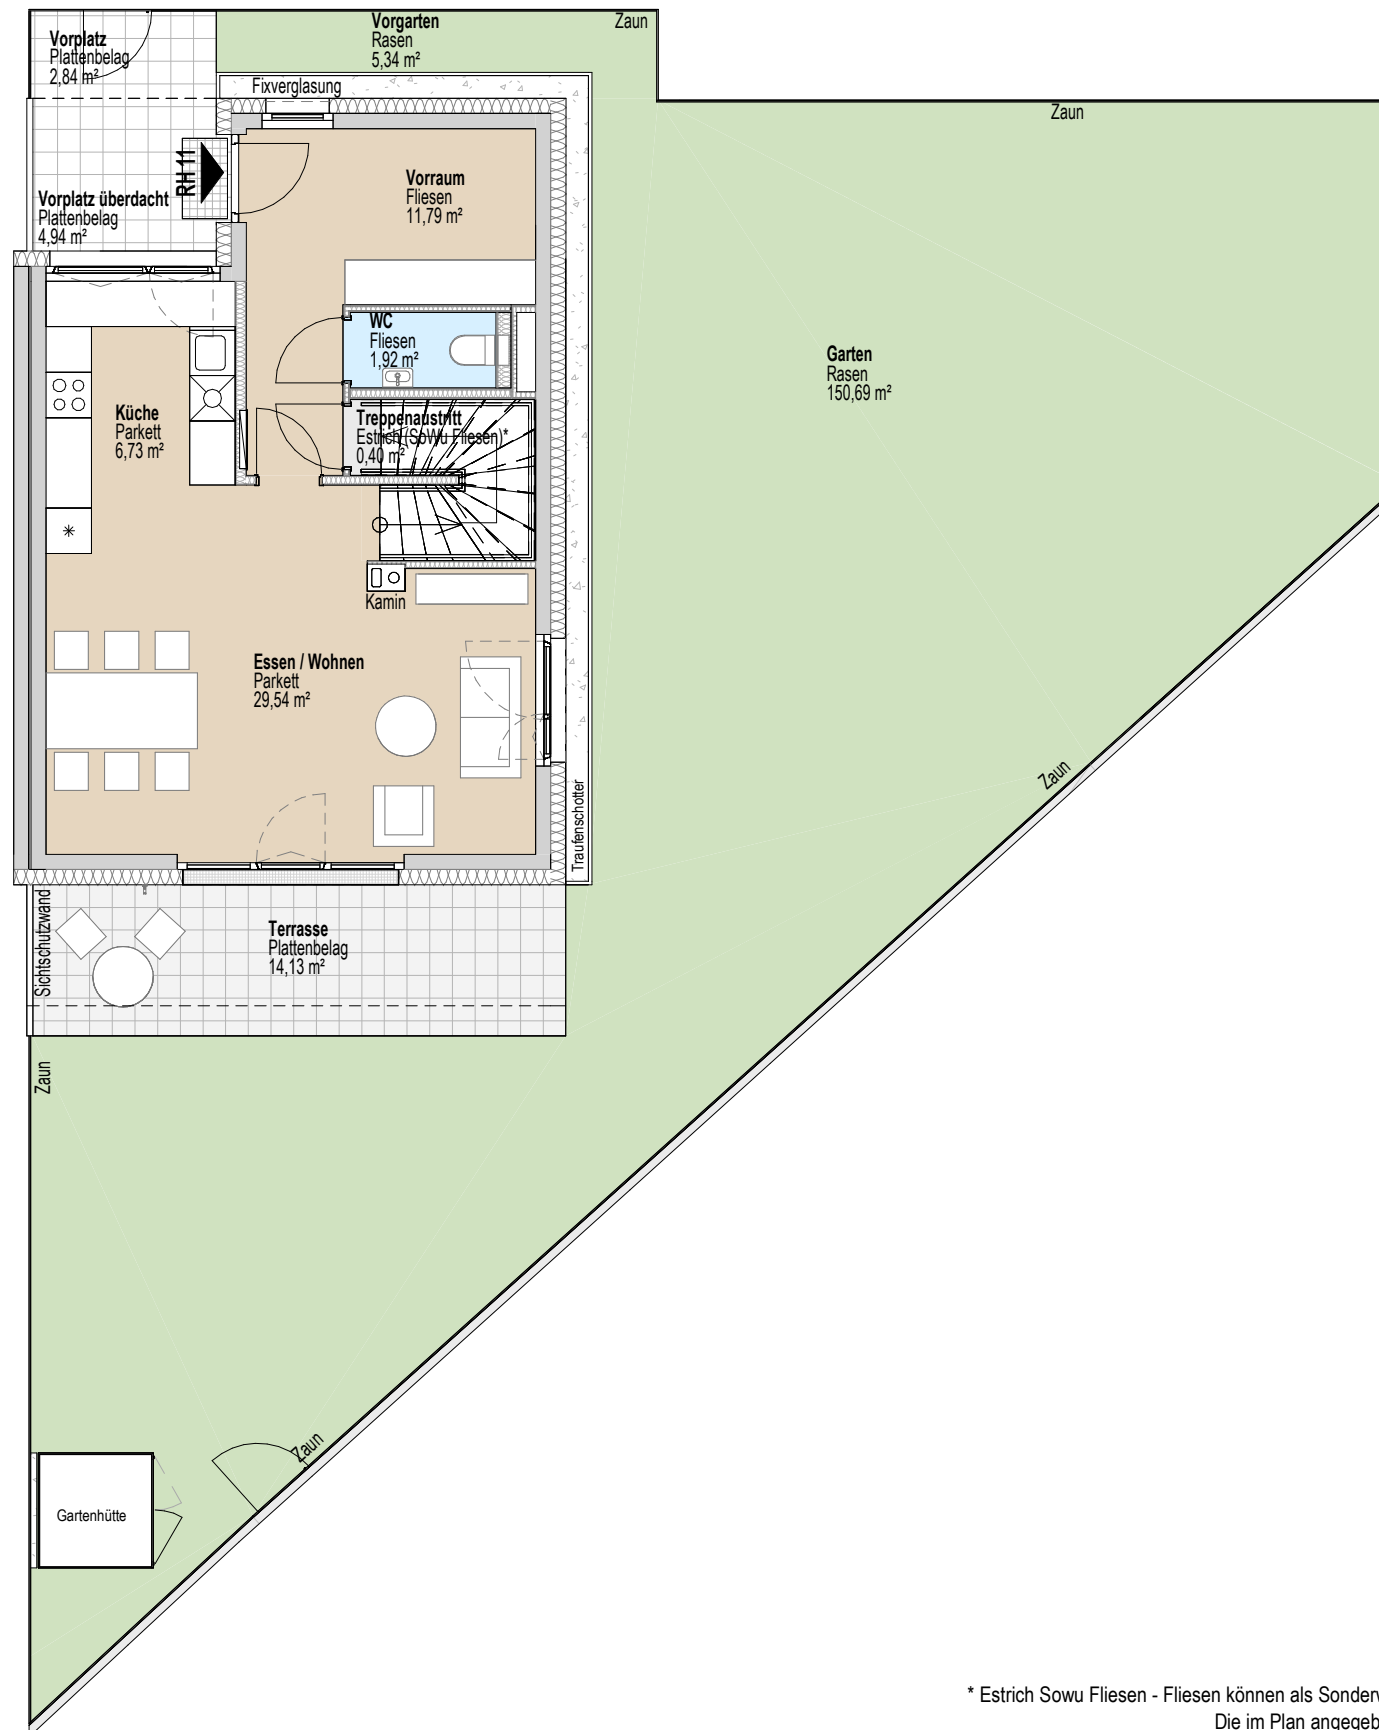 Vorplatz
Plattenbelag
2,84 m²
Vorgarten
Rasen
5,34 m²
Zaun
Fixverglasung
Zaun
RH 11
Vorraum
Fliesen
11,79 m²
Vorplatz überdacht
Plattenbelag
4,94 m²
WC
Fliesen
1,92 m²
Garten
Rasen
150,69 m²
Küche
Parkett
6,73 m²
Treppenaustritt
Estrich (SoWu Fliesen)*
0,40 m²
Kamin
Essen / Wohnen
Parkett
29,54 m²
Zaun
Traufenschotter
Sichtschutzwand
Terrasse
Plattenbelag
14,13 m²
Zaun
Zaun
Gartenhütte
* Estrich Sowu Fliesen - Fliesen können als Sonderw
Die im Plan angegeb